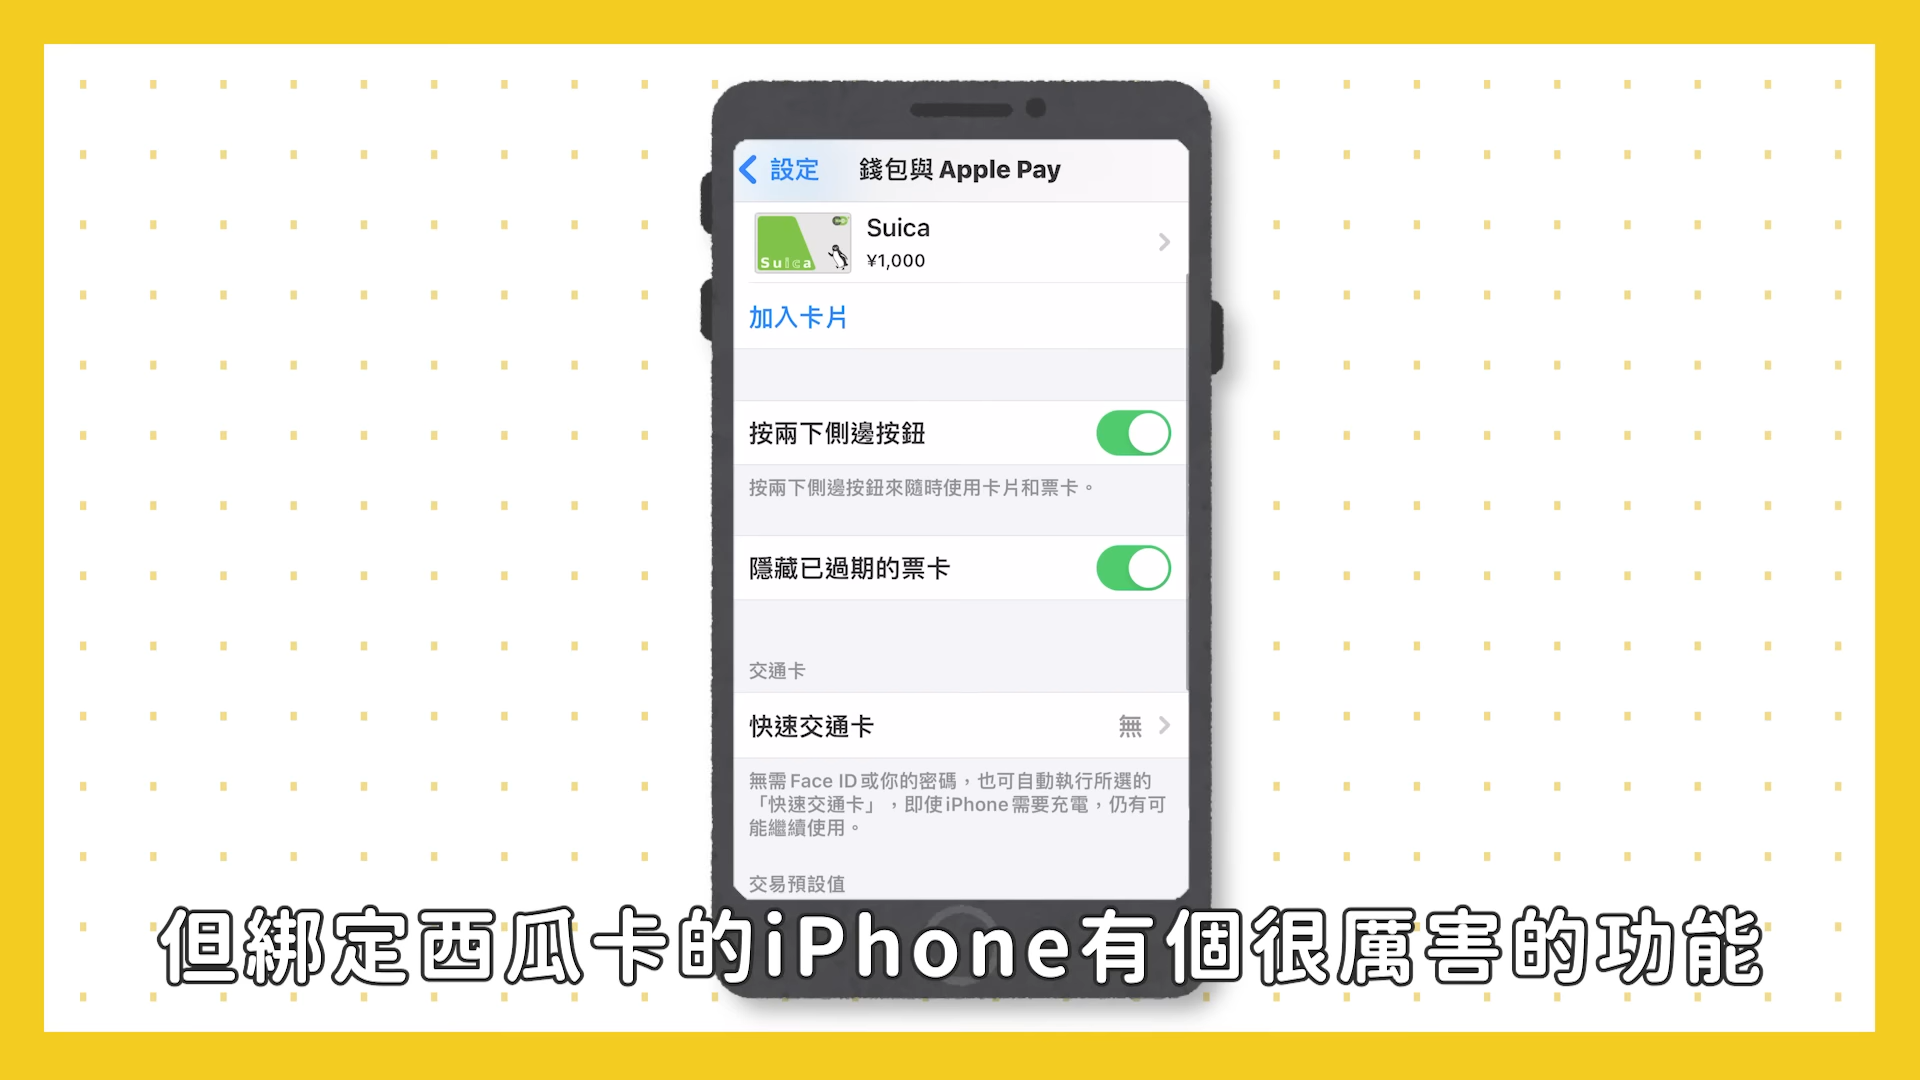 設定
錢包與 Apple Pay
Suica
Suica
¥1,000
加入卡片
按兩下側邊按鈕
按兩下側邊按鈕來隨時使用卡片和票卡。
隱藏已過期的票卡
交通卡
快速交通卡
無
無需 Face ID 或你的密碼，也可自動執行所選的
「快速交通卡」，即使 iPhone 需要充電，仍有可
能繼續使用。
交易預設值
但綁定西瓜卡的iPhone有個很厲害的功能